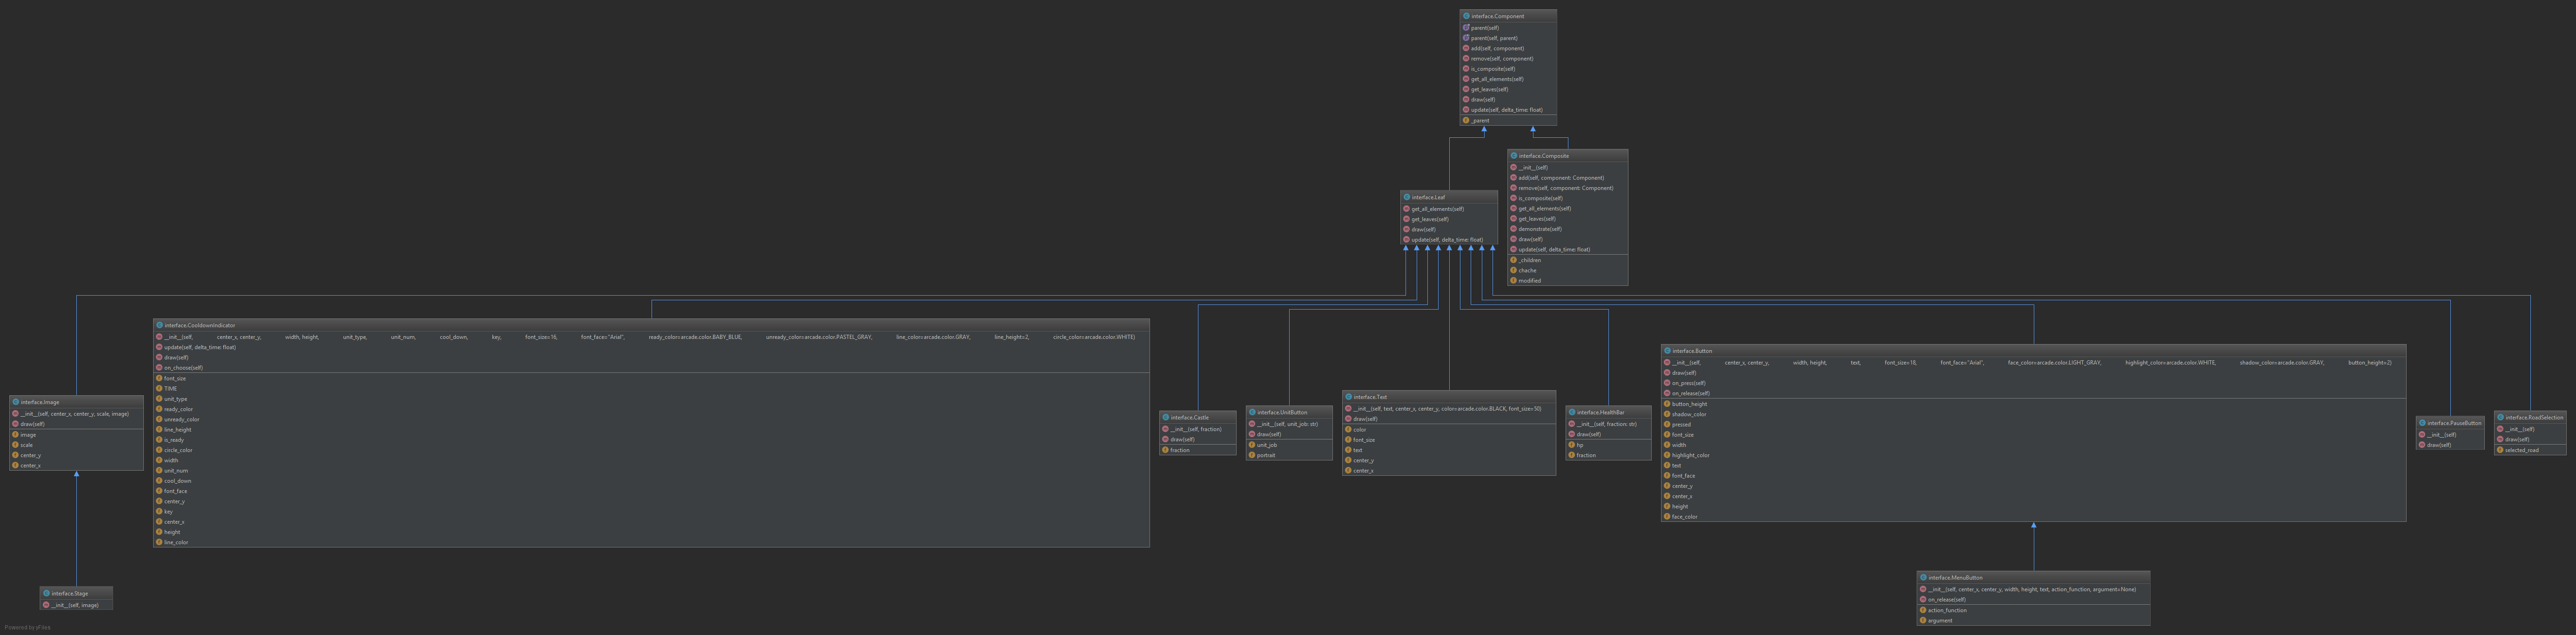 interface.Component
parent(self)
parent(self, parent)
add(self, component)
remove(self, component)
is_composite(self)
get_all_elements(self)
get_leaves(self)
draw(self)
update(self, delta_time: float)
_parent
interface.Composite
__init__(self)
add(self, component: Component)
remove(self, component: Component)
is_composite(self)
get_all_elements(self)
get_leaves(self)
demonstrate(self)
draw(self)
update(self, delta_time: float)
_children
chache
modified
interface.Leaf
get_all_elements(self)
get_leaves(self)
draw(self)
update(self, delta_time: float)
interface.Image
__init__(self, center_x, center_y, scale, image)
draw(self)
image
scale
center_y
center_x
interface.CooldownIndicator
__init__(self, center_x, center_y, width, height, unit_type, unit_num, cool_down, key, font_size=16, font_face="Arial", ready_color=arcade.color.BABY_BLUE, unready_color=arcade.color.PASTEL_GRAY, line_color=arcade.color.GRAY, line_height=2, circle_color=arcade.color.WHITE)
update(self, delta_time: float)
draw(self)
on_choose(self)
font_size
TIME
unit_type
ready_color
unready_color
line_height
is_ready
circle_color
width
unit_num
cool_down
font_face
center_y
key
center_x
height
line_color
interface.Castle
__init__(self, fraction)
draw(self)
fraction
interface.UnitButton
__init__(self, unit_job: str)
draw(self)
unit_job
portrait
interface.Text
__init__(self, text, center_x, center_y, color=arcade.color.BLACK, font_size=50)
draw(self)
color
font_size
text
center_y
center_x
interface.HealthBar
__init__(self, fraction: str)
draw(self)
hp
fraction
interface.Button
__init__(self, center_x, center_y, width, height, text, font_size=18, font_face="Arial", face_color=arcade.color.LIGHT_GRAY, highlight_color=arcade.color.WHITE, shadow_color=arcade.color.GRAY, button_height=2)
draw(self)
on_press(self)
on_release(self)
button_height
shadow_color
pressed
font_size
width
highlight_color
text
font_face
center_y
center_x
height
face_color
interface.PauseButton
__init__(self)
draw(self)
interface.RoadSelection
__init__(self)
draw(self)
selected_road
interface.Stage
__init__(self, image)
interface.MenuButton
__init__(self, center_x, center_y, width, height, text, action_function, argument=None)
on_release(self)
action_function
argument
Powered by yFiles